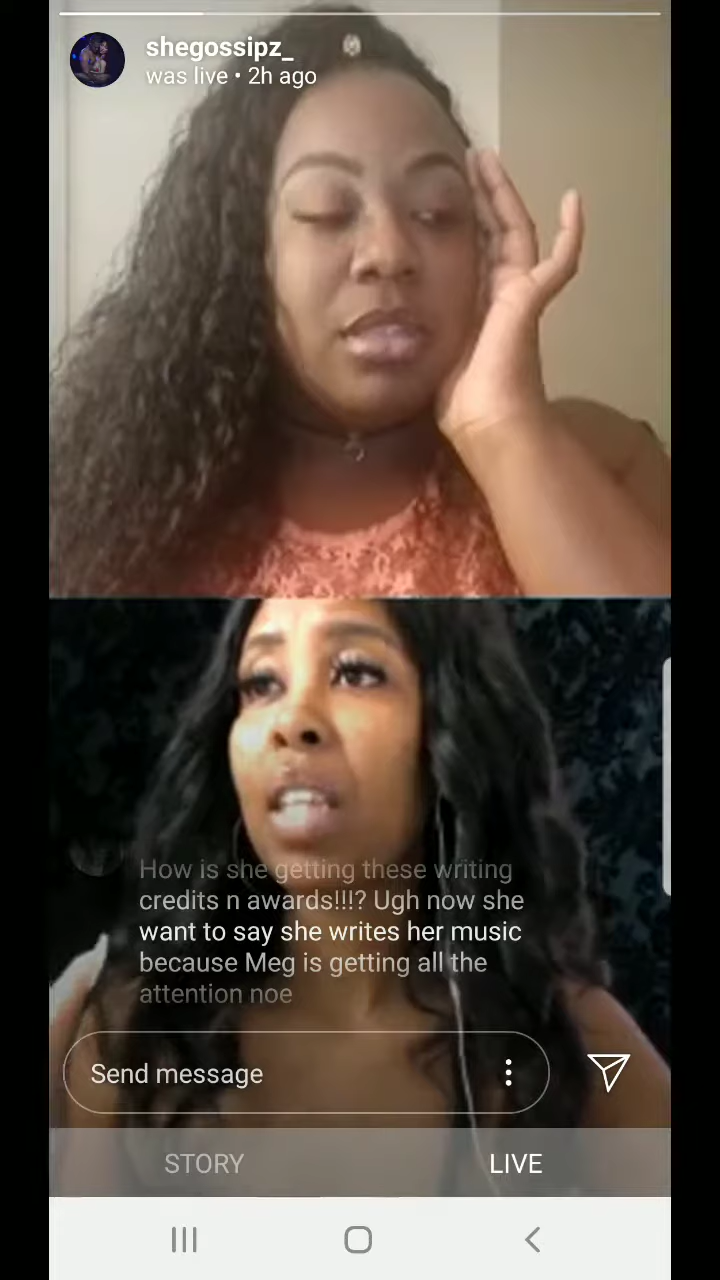 shegossipz_
was live • 2h ago
How is she getting these writing
credits n awards!!!? Ugh now she
want to say she writes her music
because Meg is getting all the
attention noe
Send message
STORY
LIVE